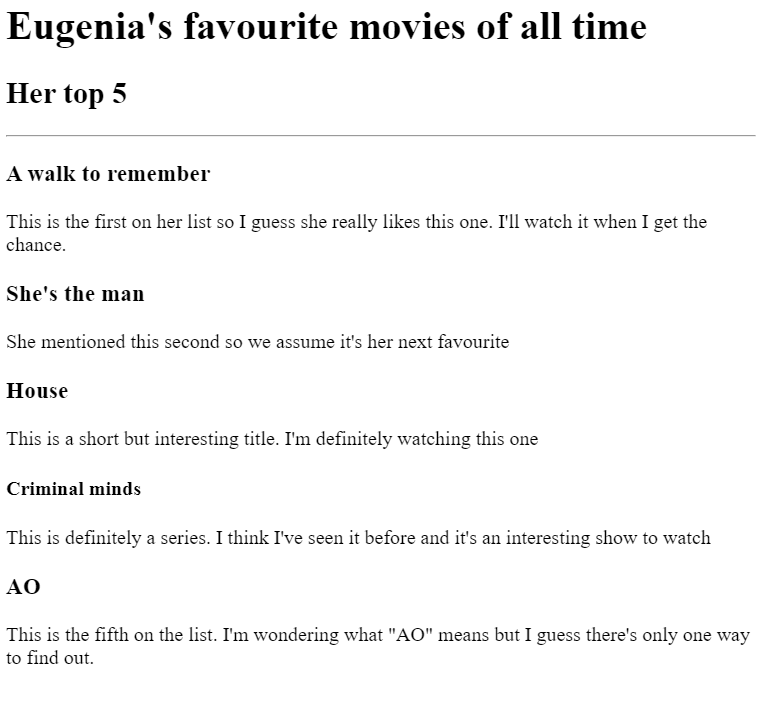 Eugenia's favourite movies of all time
Her top 5
A walk to remember
This is the first on her list so I guess she really likes this one. I'll watch it when I get the
chance.
She's the man
She mentioned this second so we assume it's her next favourite
House
This is a short but interesting title. I'm definitely watching this one
Criminal minds
This is definitely a series. I think I've seen it before and it's an interesting show to watch
AO
This is the fifth on the list. I'm wondering what "AO" means but I guess there's only one way
to find out.